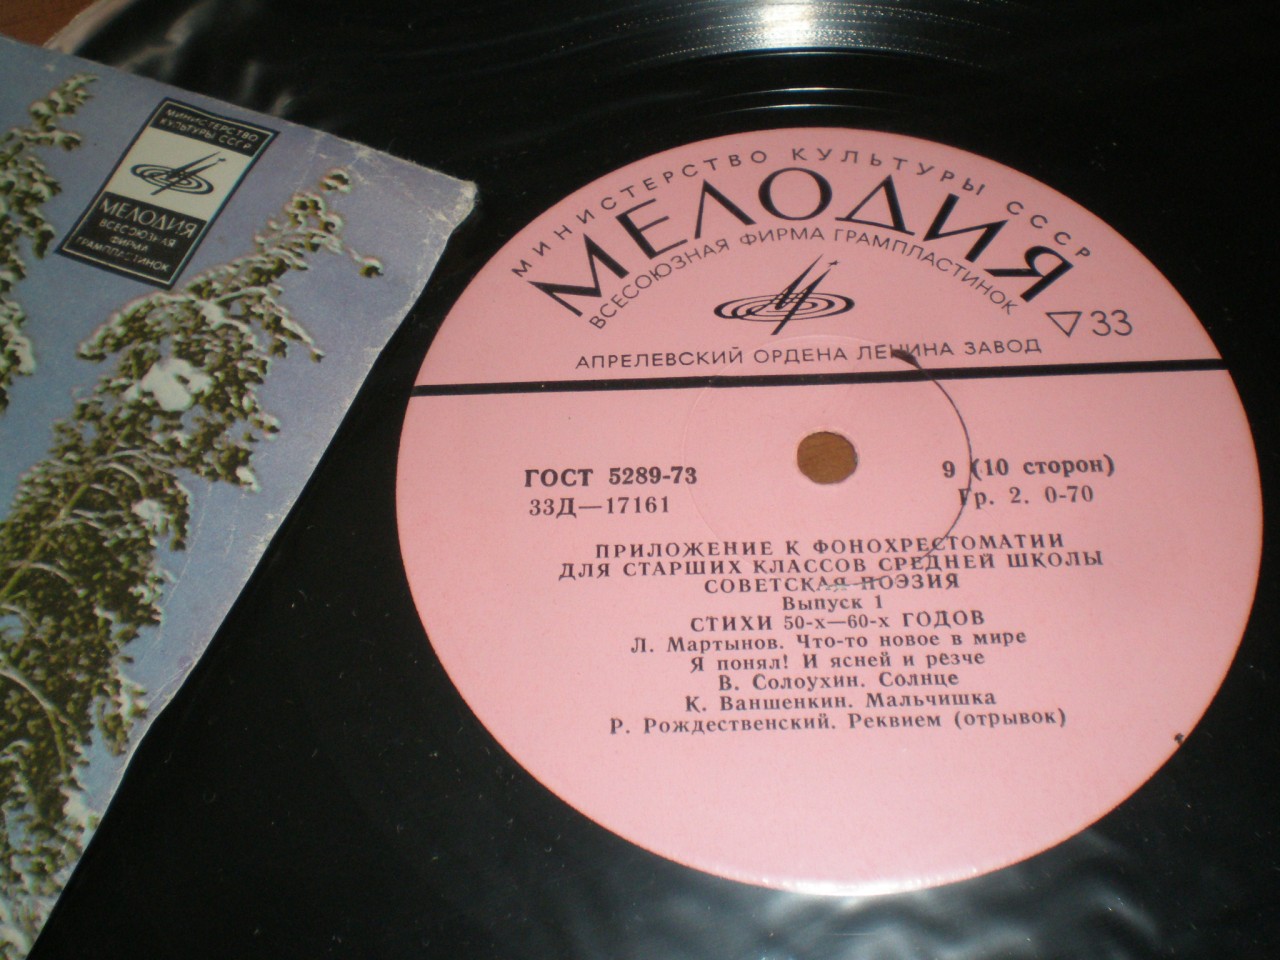 МИНИСТЕРСТВО
КУЛЬТУРЫ СССР
МЕЛОДИЯ
ВСЕСОЮЗНАЯ
ФИРМА
ГРАМПЛАСТИНОК
МИНИСТЕРСТВО КУЛЬТУРЫ СССР
МЕЛОДИЯ
ВСЕСОЮЗНАЯ ФИРМА ГРАМПЛАСТИНОК
33
АПРЕЛЕВСКИЙ ОРДЕНА ЛЕНИНА ЗАВОД
ГОСТ 5289-73 9 (10 сторон)
33Д—17161 Гр. 2. 0-70
ПРИЛОЖЕНИЕ К ФОНОХРЕСТОМАТИИ
ДЛЯ СТАРШИХ КЛАССОВ СРЕДНЕЙ ШКОЛЫ
СОВЕТСКАЯ ПОЭЗИЯ
Выпуск 1
СТИХИ 50-х—60-х ГОДОВ
Л. Мартынов. Что-то новое в мире
Я понял! И ясней и резче
В. Солоухин. Солнце
К. Ваншенкин. Мальчишка
Р. Рождественский. Реквием (отрывок)